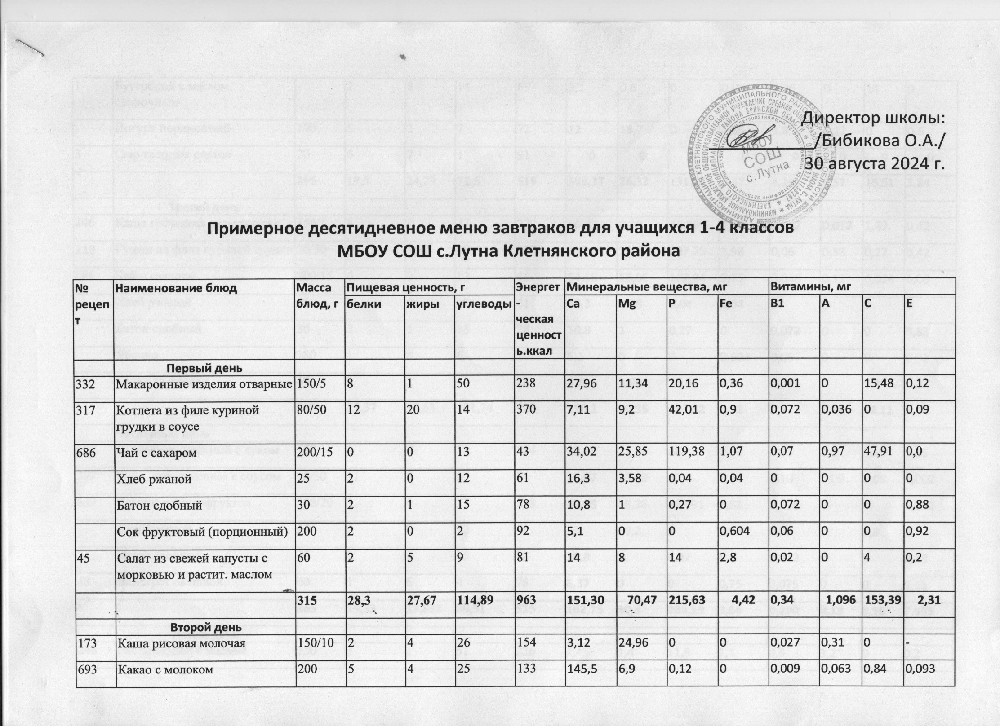 Директор школы:
/Бибикова О.А./
30 августа 2024 г.
МБОУ
СОШ
с.Лутна
Примерное десятидневное меню завтраков для учащихся 1-4 классов
МБОУ СОШ с.Лутна Клетнянского района
№ рецепт Наименование блюд Масса блюд, г Пищевая ценность, г Энергет-ческая ценность.ккал Минеральные вещества, мг Витамины, мг
белки жиры углеводы Ca Mg P Fe B1 A C E
Первый день
332 Макаронные изделия отварные 150/5 8 1 50 238 27,96 11,34 20,16 0,36 0,001 0 15,48 0,12
317 Котлета из филе куриной 80/50 12 20 14 370 7,11 9,2 42,01 0,9 0,072 0,036 0 0,09
грудки в соусе
686 Чай с сахаром 200/15 0 0 13 43 34,02 25,85 119,38 1,07 0,07 0,97 47,91 0,0
Хлеб ржаной 25 2 0 12 61 16,3 3,58 0,04 0,04 0 0 0 0
Батон сдобный 30 2 1 15 78 10,8 1 0,27 0 0,072 0 0 0,88
Сок фруктовый (порционный) 200 2 0 2 92 5,1 0 0 0,604 0,06 0 0 0,92
45 Салат из свежей капусты с 60 2 5 9 81 14 8 14 2,8 0,02 0 4 0,2
морковью и растит. маслом
315 28,3 27,67 114,89 963 151,30 70,47 215,63 4,42 0,34 1,096 153,39 2,31
Второй день
173 Каша рисовая молочая 150/10 2 4 26 154 3,12 24,96 0 0 0,027 0,31 0 -
693 Какао с молоком 200 5 4 25 133 145,5 6,9 0,12 0 0,009 0,063 0,84 0,093